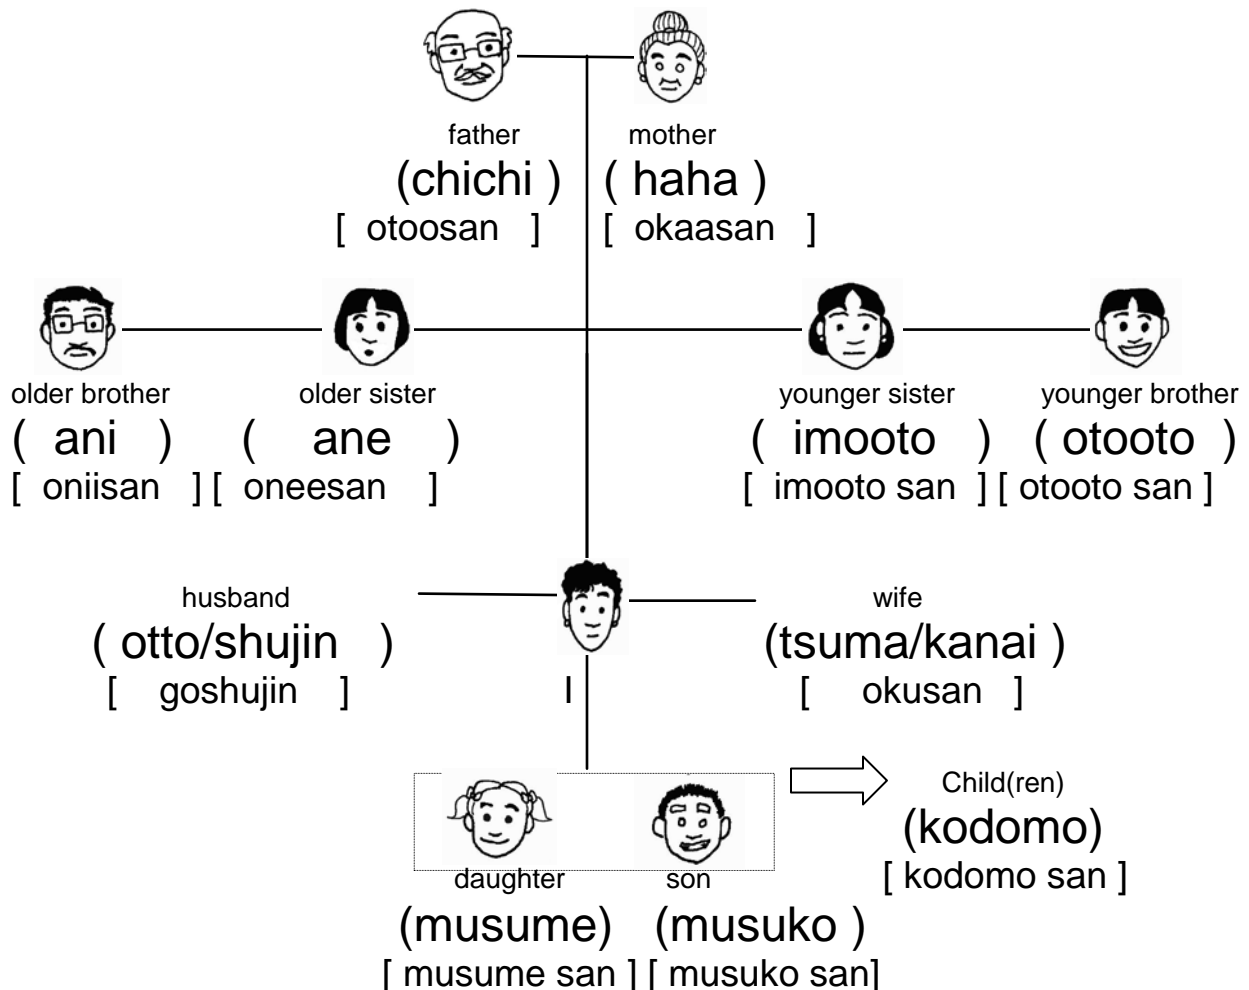 father mother
(chichi ) ( haha )
[ otoosan ] [ okaasan ]
older brother older sister younger sister younger brother
( ani ) ( ane ) ( imooto ) ( otooto )
[ oniisan ] [ oneesan ] [ imooto san ] [ otooto san ]
husband wife
( otto/shujin ) (tsuma/kanai )
[ goshujin ] I [ okusan ]
Child(ren)
(kodomo)
[ kodomo san ]
daughter son
(musume) (musuko )
[ musume san ] [ musuko san]